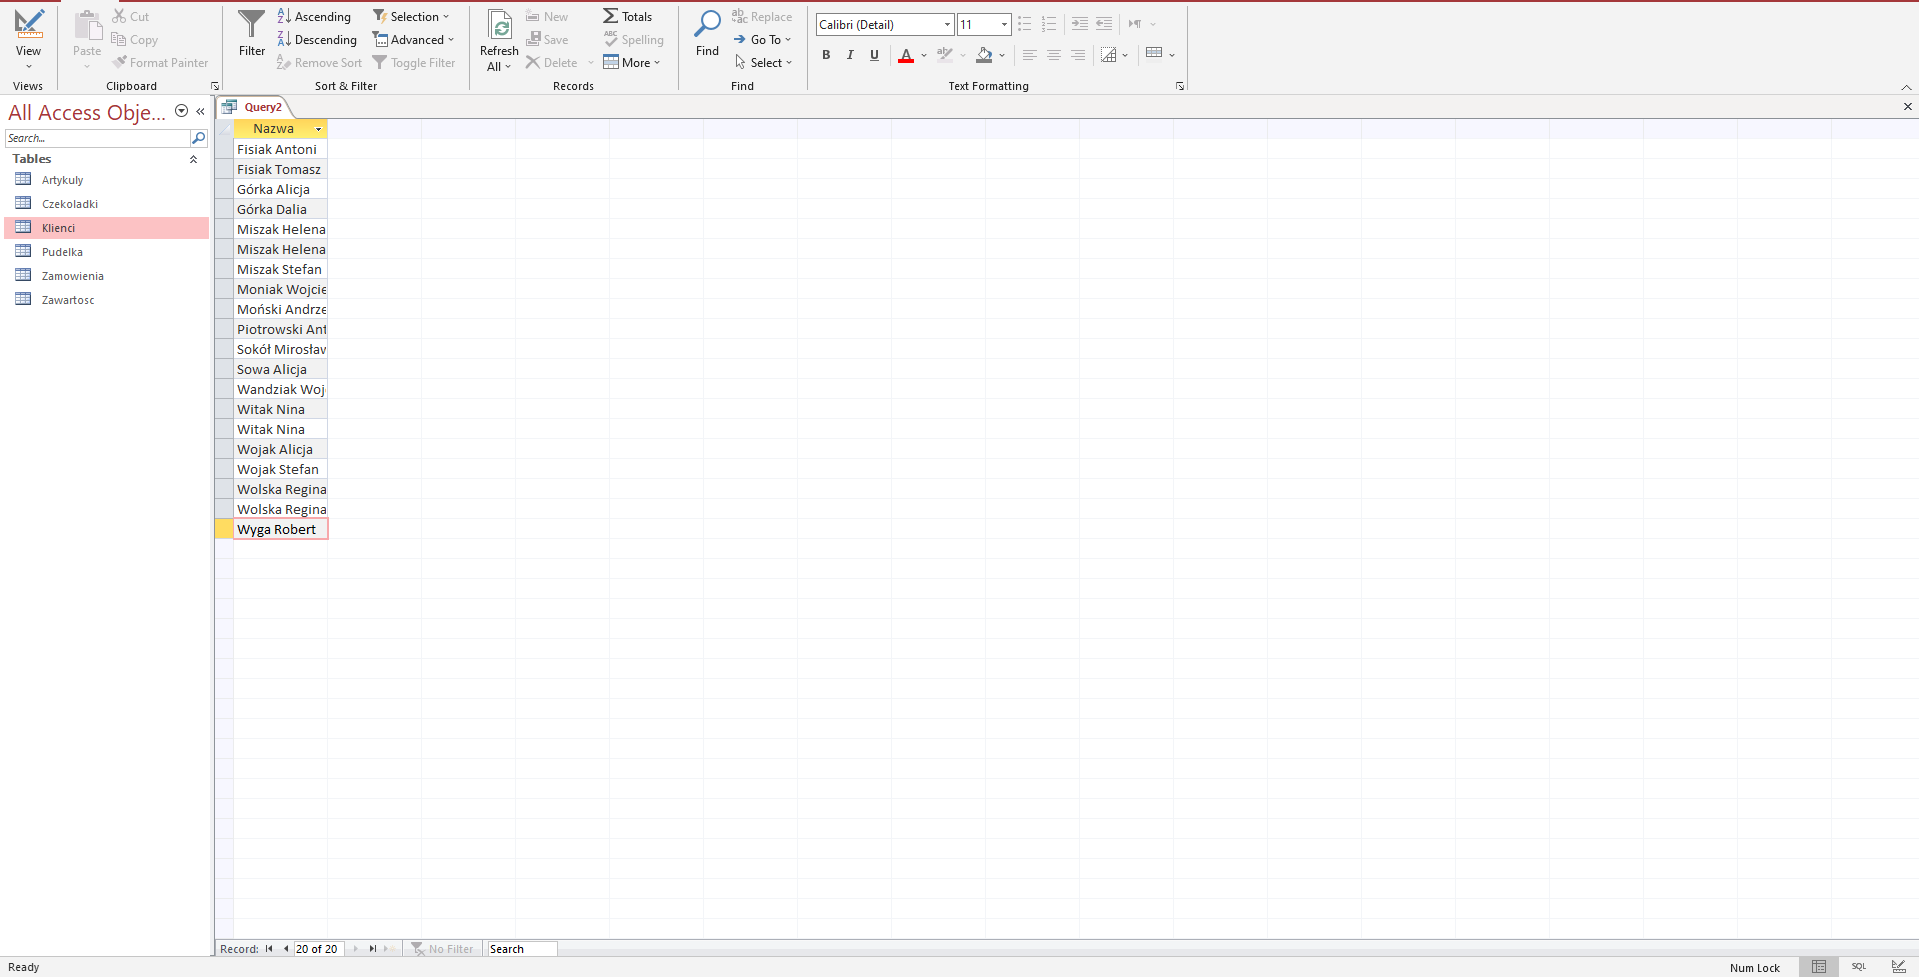 View
Views
Paste
Cut
Copy
Format Painter
Clipboard
Filter
Ascending
Descending
Remove Sort
Selection
Advanced
Toggle Filter
Sort & Filter
Refresh
All
New
Save
Delete
Totals
Spelling
More
Records
Find
Replace
Go To
Select
Find
Calibri (Detail)
11
B I U A
Text Formatting
All Access Obje...
Search...
Tables
Artykuly
Czekoladki
Klienci
Pudelka
Zamowienia
Zawartosc
Query2
Nazwa
Fisiak Antoni
Fisiak Tomasz
Górka Alicja
Górka Dalia
Miszak Helena
Miszak Helena
Miszak Stefan
Moniak Wojcie
Moński Andrze
Piotrowski Ant
Sokół Mirosław
Sowa Alicja
Wandziak Woj
Witak Nina
Witak Nina
Wojak Alicja
Wojak Stefan
Wolska Regina
Wolska Regina
Wyga Robert
Record: 20 of 20 No Filter Search
Ready
Num Lock
SQL